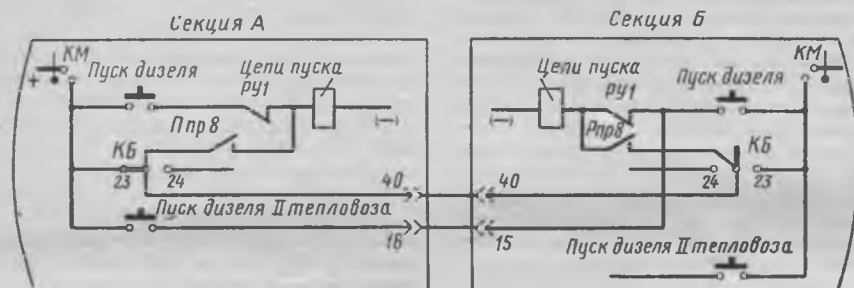 Секция А
КМ
+
Пуск дизеля
Цепи пуска
РУ1
(—)
Ппр8
КБ
23
24
40
Пуск дизеля II тепловоза
16
Секция Б
КМ
Цепи пуска
РУ1
Пуск дизеля
(—)
Рпр8
КБ
24
23
40
15
Пуск дизеля II тепловоза